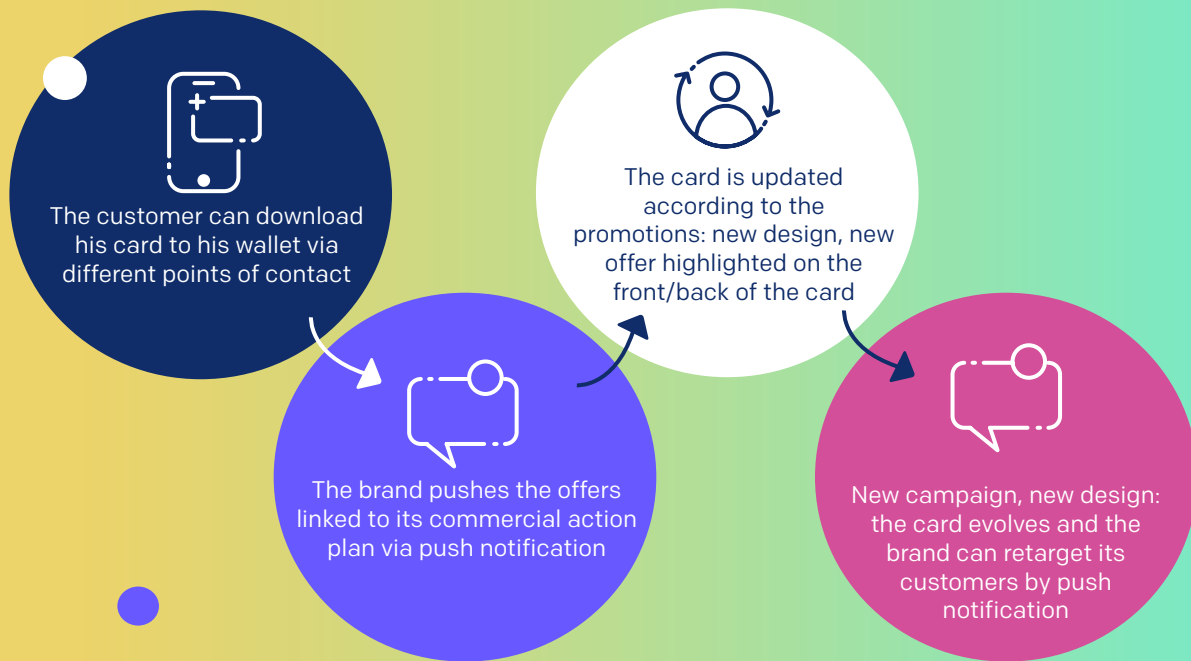 The customer can download
his card to his wallet via
different points of contact
The brand pushes the offers
linked to its commercial action
plan via push notification
The card is updated
according to the
promotions: new design, new
offer highlighted on the
front/back of the card
New campaign, new design:
the card evolves and the
brand can retarget its
customers by push
notification